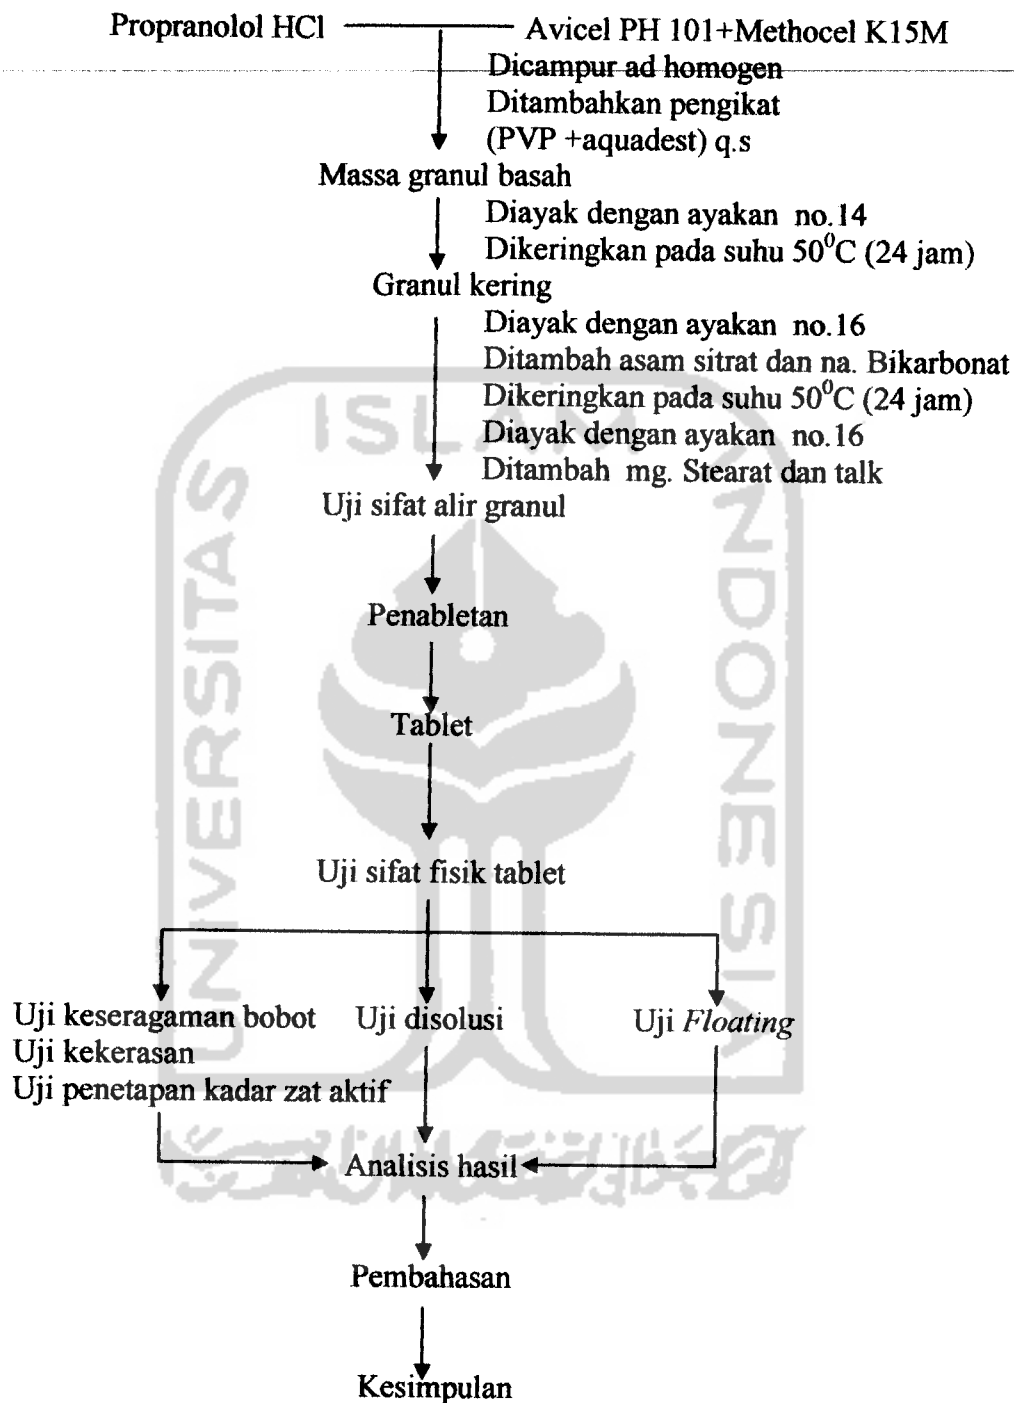 Propranolol HCl Avicel PH 101+Methocel K15M
Dicampur ad homogen
Ditambahkan pengikat
(PVP +aquadest) q.s
Massa granul basah
Diayak dengan ayakan no.14
Dikeringkan pada suhu 50⁰C (24 jam)
Granul kering
Diayak dengan ayakan no.16
Ditambah asam sitrat dan na. Bikarbonat
Dikeringkan pada suhu 50⁰C (24 jam)
Diayak dengan ayakan no.16
Ditambah mg. Stearat dan talk
Uji sifat alir granul
Penabletan
Tablet
Uji sifat fisik tablet
Uji keseragaman bobot Uji disolusi Uji Floating
Uji kekerasan
Uji penetapan kadar zat aktif
Analisis hasil
Pembahasan
Kesimpulan
UNIVERSITAS
ISLAM
INDONESIA